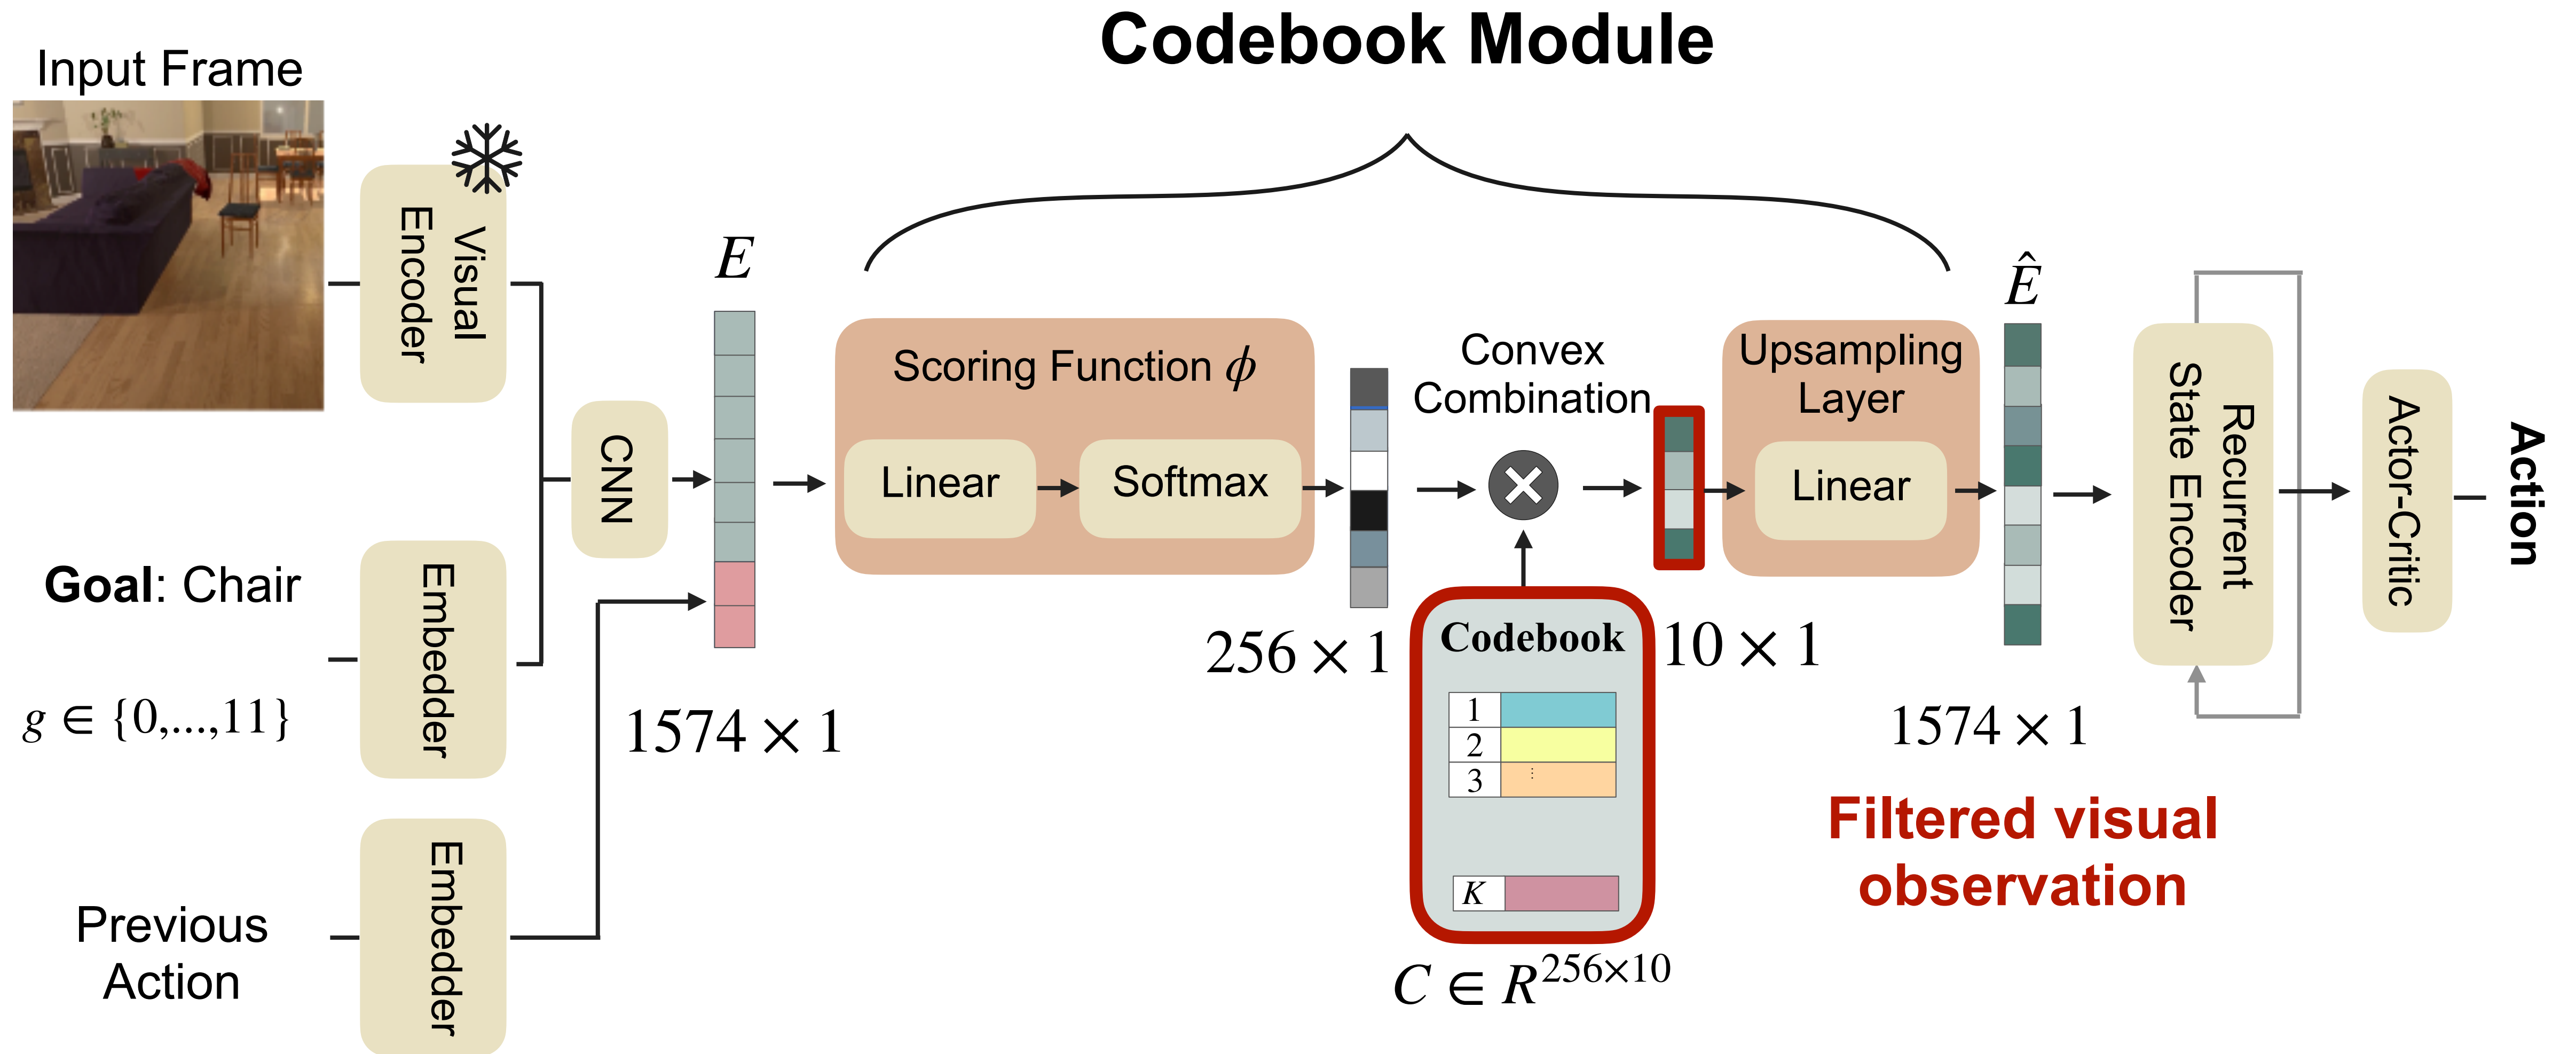 Codebook Module
Input Frame
Visual
Encoder
Goal: Chair
g ∈ {0,...,11}
Embedder
Previous
Action
Embedder
CNN
E
1574 × 1
Scoring Function ϕ
Linear
Softmax
256 × 1
Convex
Combination
Codebook
1
2
3
⋮
K
C ∈ R^{256×10}
10 × 1
Upsampling
Layer
Linear
Ê
1574 × 1
Filtered visual
observation
Recurrent
State Encoder
Actor-Critic
Action